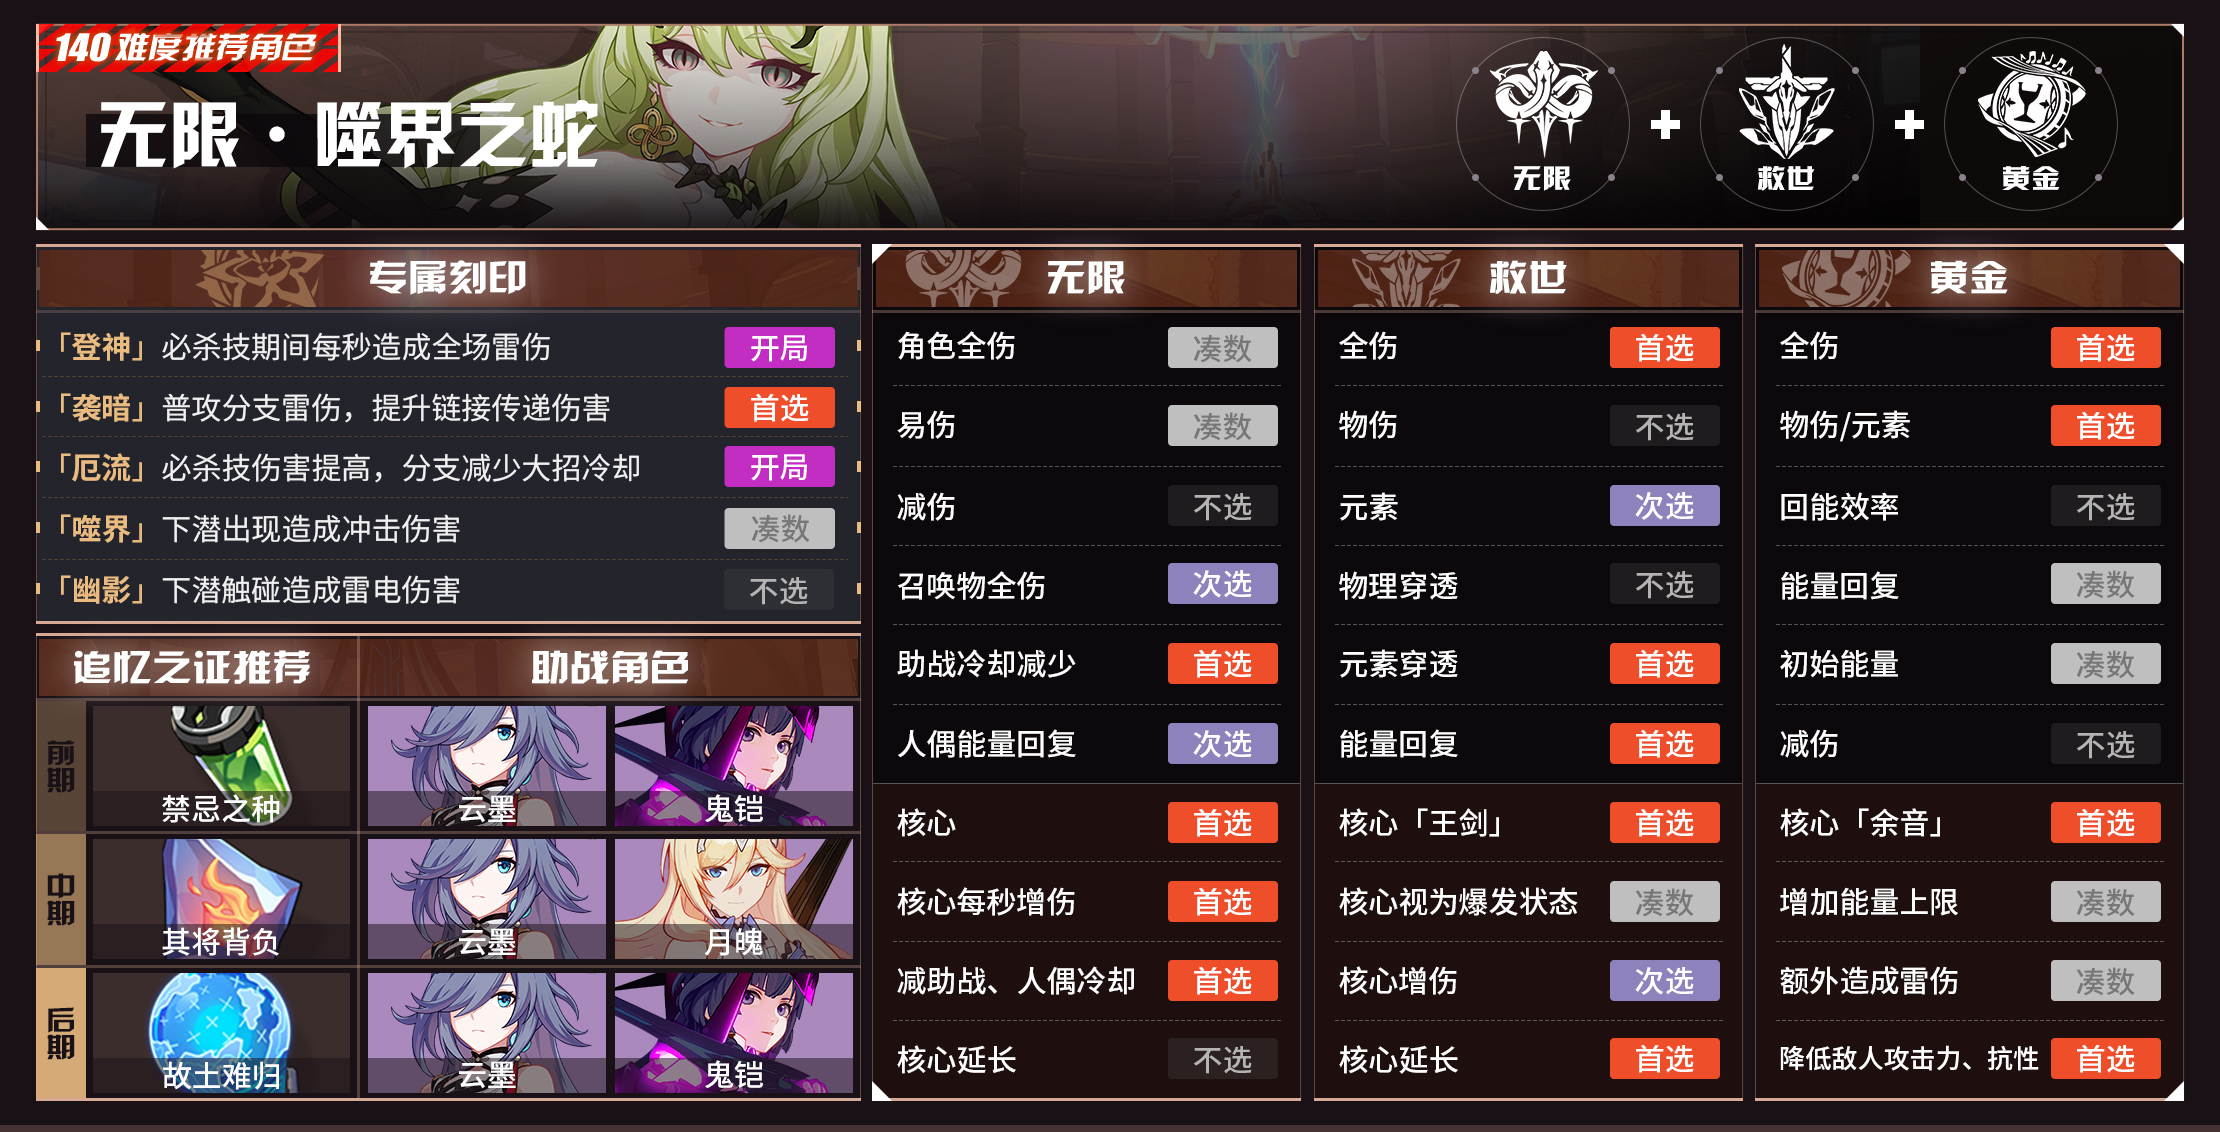 140难度推荐角色
无限·噬界之蛇
无限
救世
黄金
专属刻印
「登神」必杀技期间每秒造成全场雷伤 开局
「袭暗」普攻分支雷伤，提升链接传递伤害 首选
「厄流」必杀技伤害提高，分支减少大招冷却 开局
「噬界」下潜出现造成冲击伤害 凑数
「幽影」下潜触碰造成雷电伤害 不选
追忆之证推荐 助战角色
前期
禁忌之种 云墨 鬼铠
中期
其将背负 云墨 月魄
后期
故土难归 云墨 鬼铠
无限
角色全伤 凑数
易伤 凑数
减伤 不选
召唤物全伤 次选
助战冷却减少 首选
人偶能量回复 次选
核心 首选
核心每秒增伤 首选
减助战、人偶冷却 首选
核心延长 不选
救世
全伤 首选
物伤 不选
元素 次选
物理穿透 不选
元素穿透 首选
能量回复 首选
核心「王剑」 首选
核心视为爆发状态 凑数
核心增伤 次选
核心延长 首选
黄金
全伤 首选
物伤/元素 首选
回能效率 不选
能量回复 凑数
初始能量 凑数
减伤 不选
核心「余音」 首选
增加能量上限 凑数
额外造成雷伤 凑数
降低敌人攻击力、抗性 首选